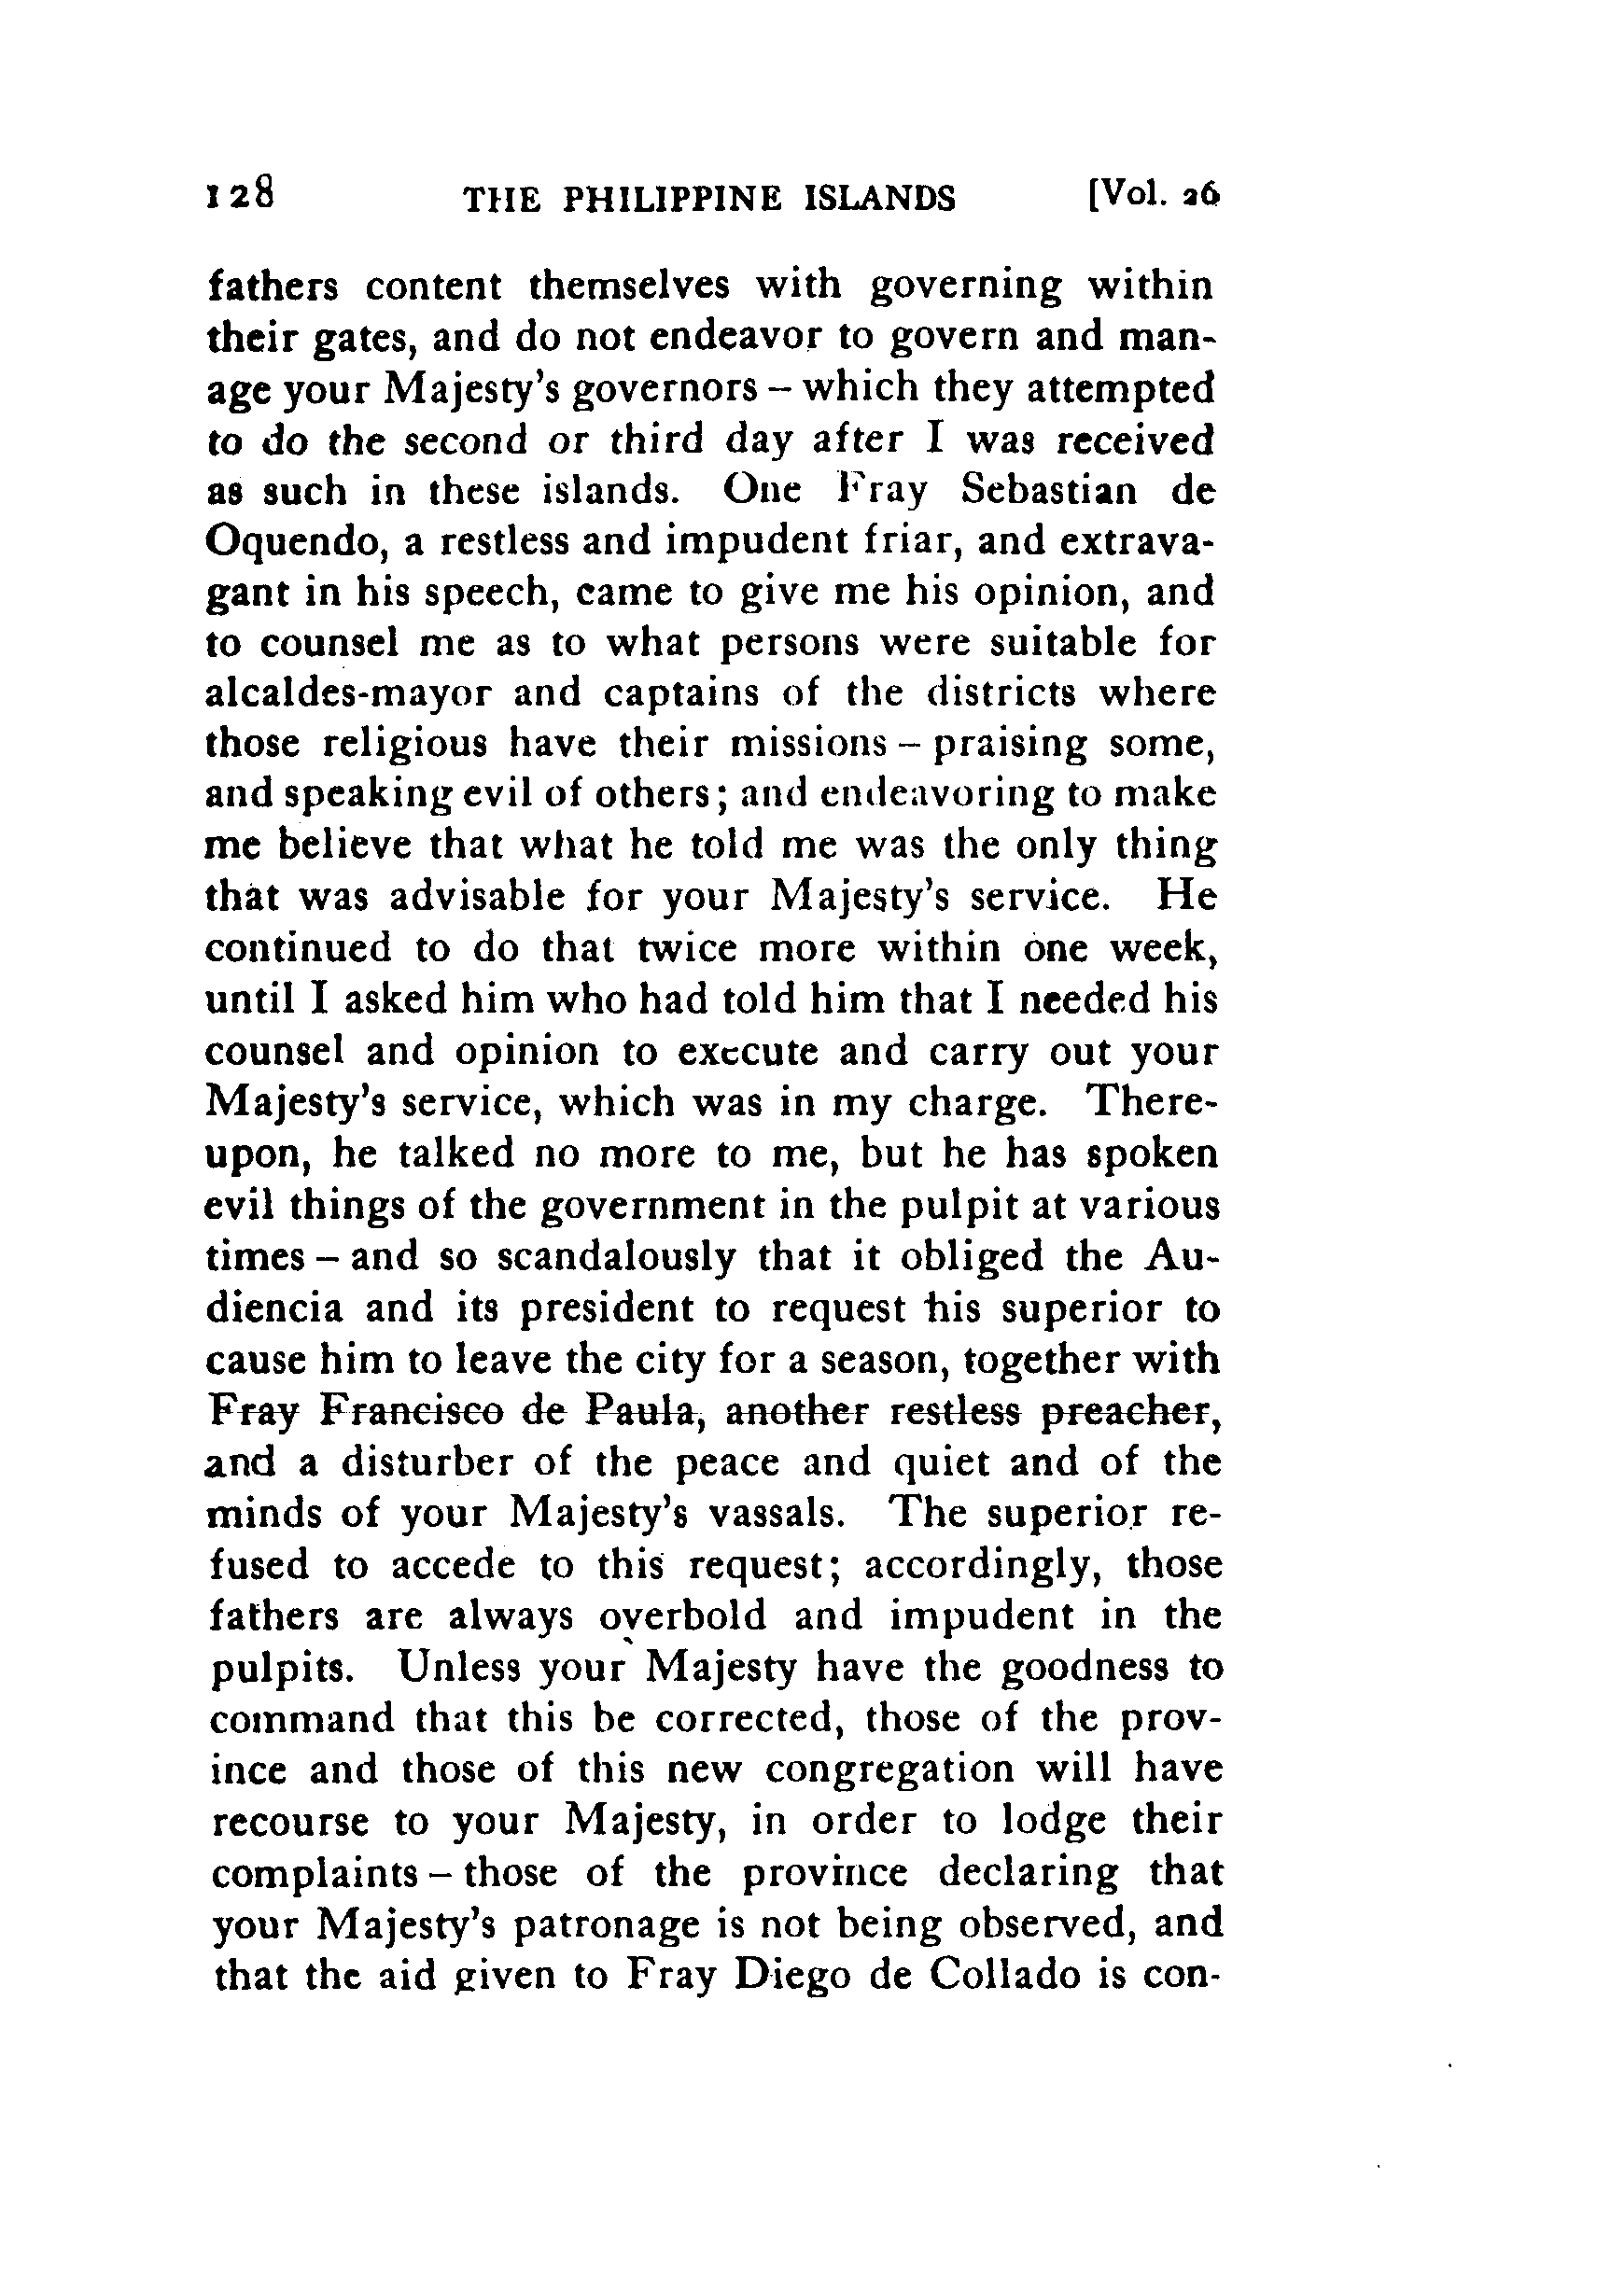 128 THE PHILIPPINE ISLANDS [Vol. 26
fathers content themselves with governing within
their gates, and do not endeavor to govern and man-
age your Majesty's governors – which they attempted
to do the second or third day after I was received
as such in these islands. One Fray Sebastian de
Oquendo, a restless and impudent friar, and extrava-
gant in his speech, came to give me his opinion, and
to counsel me as to what persons were suitable for
alcaldes-mayor and captains of the districts where
those religious have their missions – praising some,
and speaking evil of others; and endeavoring to make
me believe that what he told me was the only thing
that was advisable for your Majesty's service. He
continued to do that twice more within one week,
until I asked him who had told him that I needed his
counsel and opinion to execute and carry out your
Majesty's service, which was in my charge. There-
upon, he talked no more to me, but he has spoken
evil things of the government in the pulpit at various
times – and so scandalously that it obliged the Au-
diencia and its president to request his superior to
cause him to leave the city for a season, together with
Fray Francisco de Paula, another restless preacher,
and a disturber of the peace and quiet and of the
minds of your Majesty's vassals. The superior re-
fused to accede to this request; accordingly, those
fathers are always overbold and impudent in the
pulpits. Unless your Majesty have the goodness to
command that this be corrected, those of the prov-
ince and those of this new congregation will have
recourse to your Majesty, in order to lodge their
complaints – those of the province declaring that
your Majesty's patronage is not being observed, and
that the aid given to Fray Diego de Collado is con-